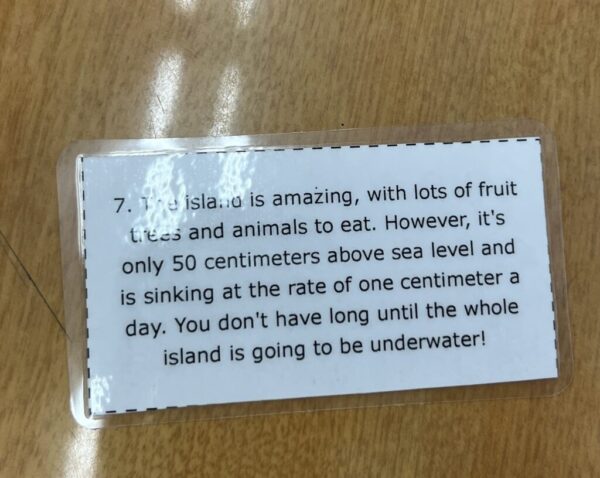 7. The island is amazing, with lots of fruit
trees and animals to eat. However, it's
only 50 centimeters above sea level and
is sinking at the rate of one centimeter a
day. You don't have long until the whole
island is going to be underwater!